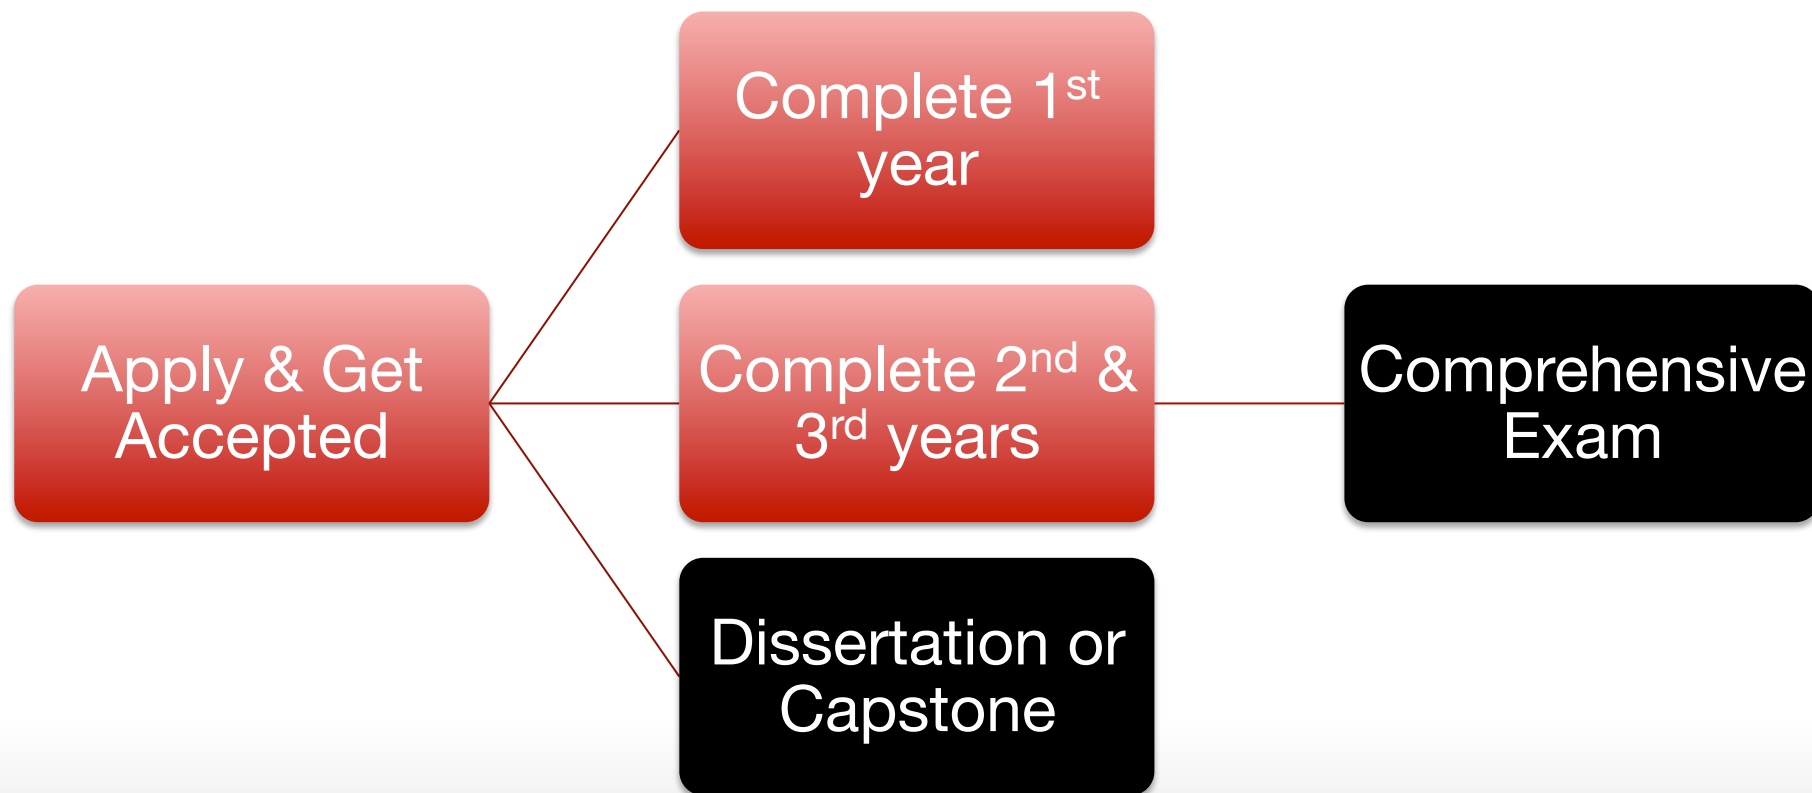 Complete 1st
year
Apply & Get
Accepted
Complete 2nd &
3rd years
Comprehensive
Exam
Dissertation or
Capstone